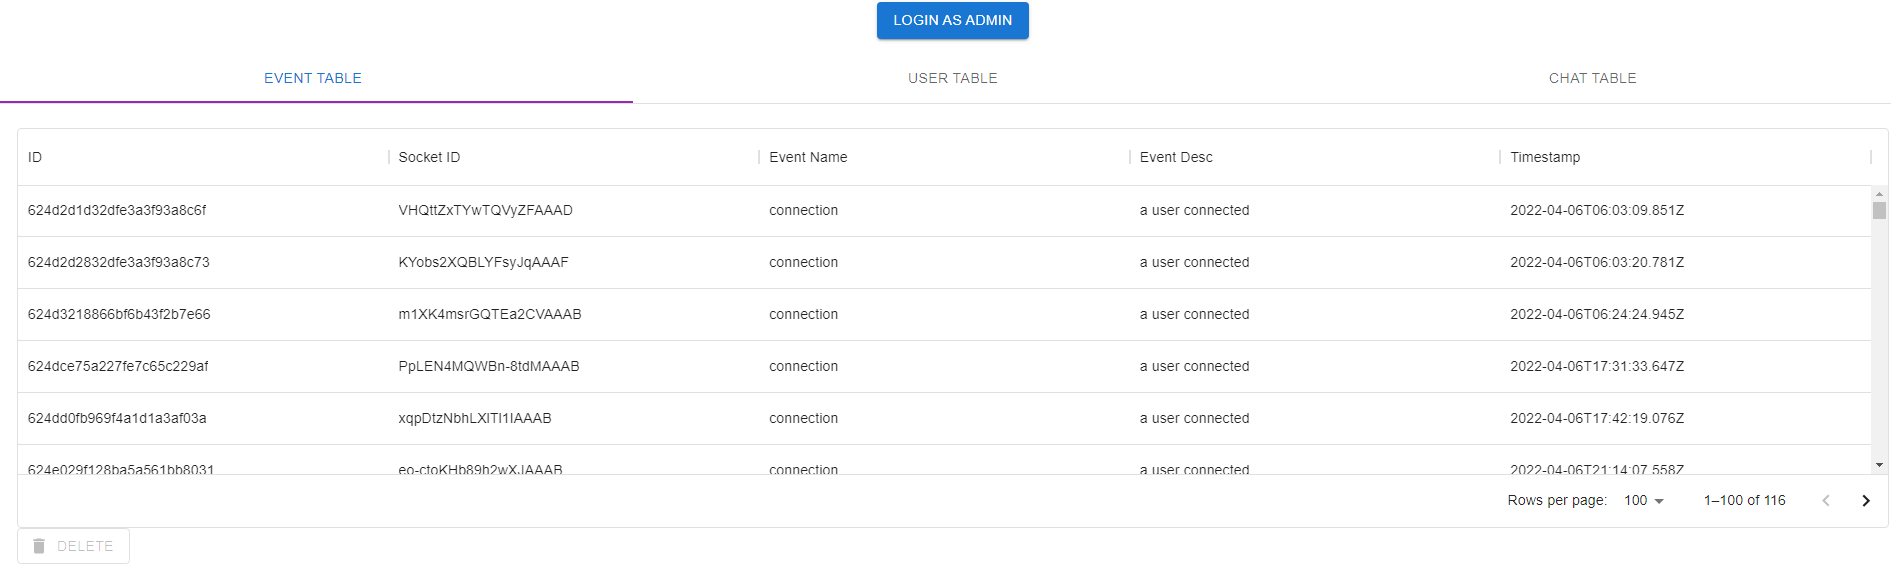 LOGIN AS ADMIN
EVENT TABLE USER TABLE CHAT TABLE
ID Socket ID Event Name Event Desc Timestamp
624d2d1d32dfe3a3f93a8c6f VHQttZxTYwTQVyZFAAAD connection a user connected 2022-04-06T06:03:09.851Z
624d2d2832dfe3a3f93a8c73 KYobs2XQBLYFsyJqAAAF connection a user connected 2022-04-06T06:03:20.781Z
624d3218866bf6b43f2b7e66 m1XK4msrGQTEa2CVAAAB connection a user connected 2022-04-06T06:24:24.945Z
624dce75a227fe7c65c229af PpLEN4MQWBn-8tdMAAAB connection a user connected 2022-04-06T17:31:33.647Z
624dd0fb969f4a1d1a3af03a connection a user connected 2022-04-06T17:42:19.076Z
624e029f128ba5a561bb8031 eo-ctoKHb89h2wXJAAAB connection a user connected 2022-04-06T21:14:07.558Z
Rows per page: 100 1–100 of 116
DELETE